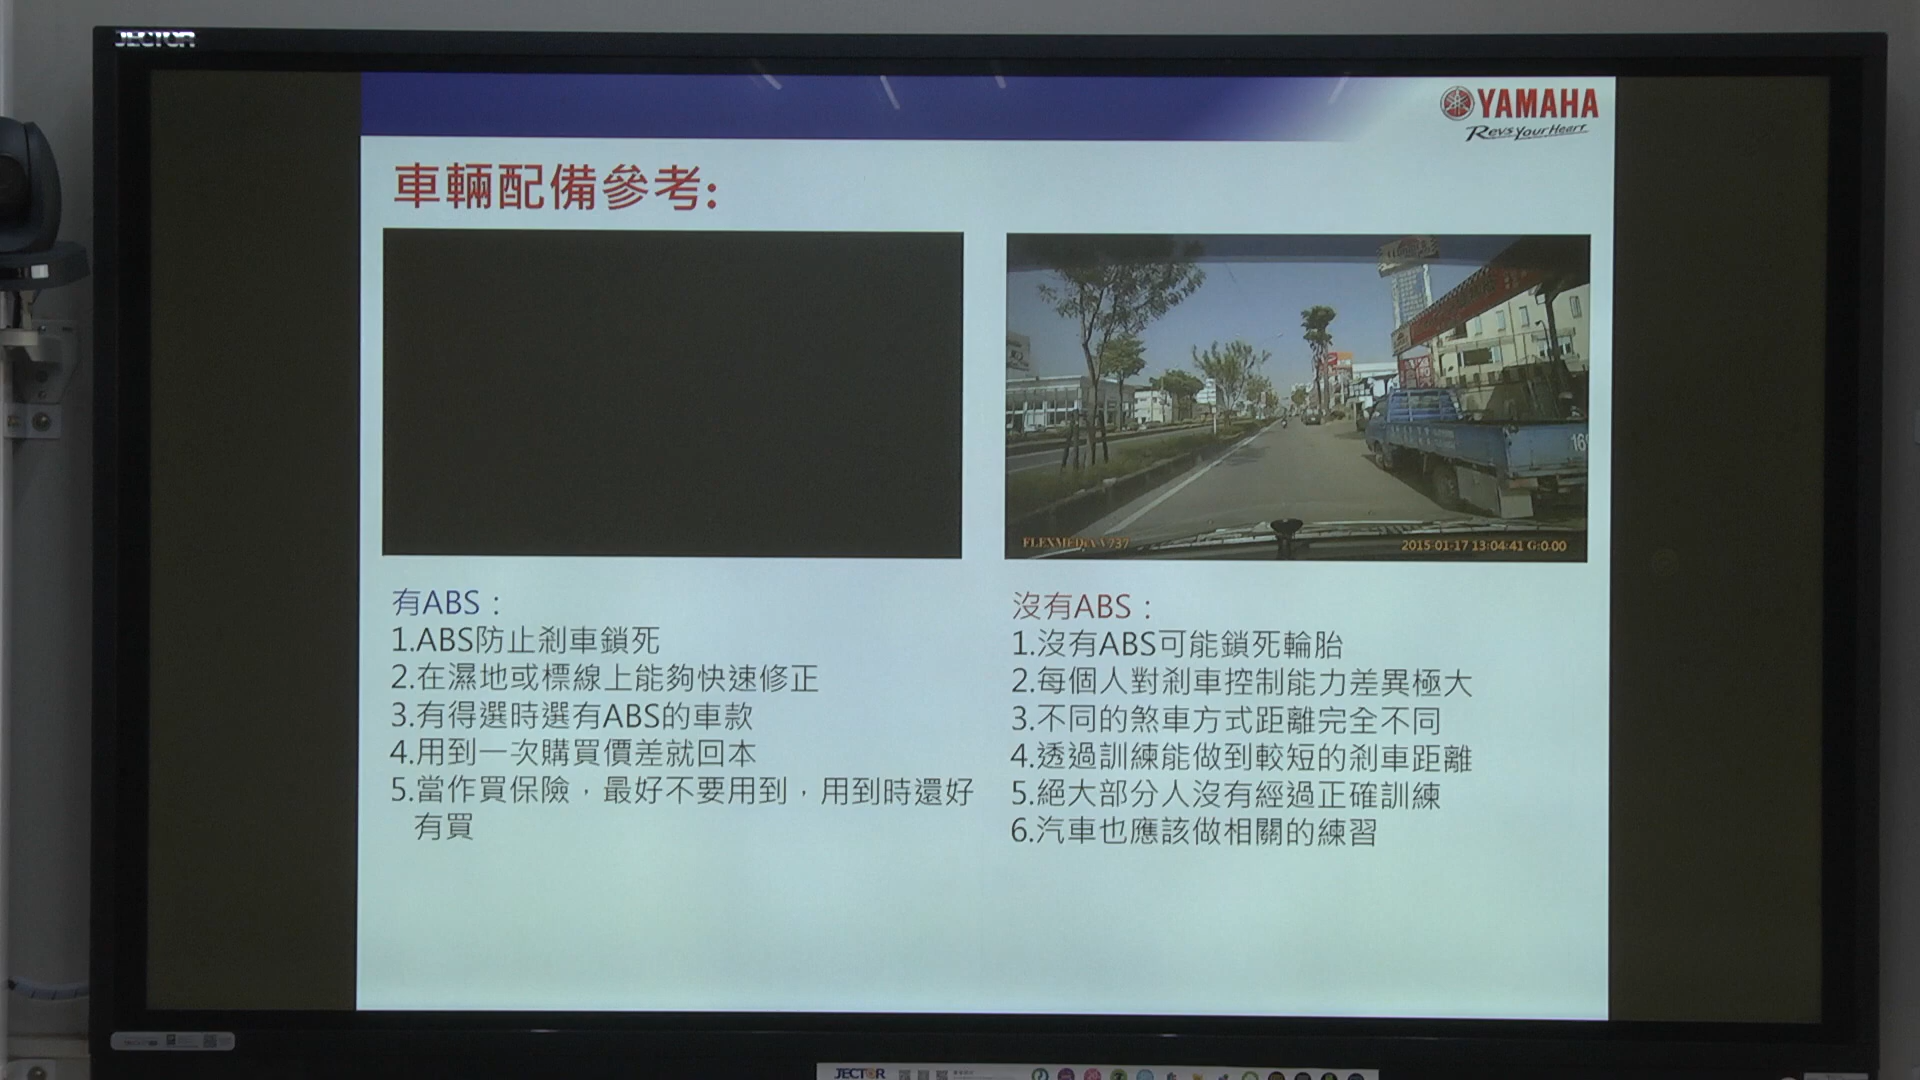 JECTOR
YAMAHA
Revs Your Heart
車輛配備參考:
FLEXMEDIA V737
2015-01-17 13:04:41 G:0.00
169
有ABS：
1.ABS防止剎車鎖死
2.在濕地或標線上能夠快速修正
3.有得選時選有ABS的車款
4.用到一次購買價差就回本
5.當作買保險，最好不要用到，用到時還好
有買
沒有ABS：
1.沒有ABS可能鎖死輪胎
2.每個人對剎車控制能力差異極大
3.不同的煞車方式距離完全不同
4.透過訓練能做到較短的剎車距離
5.絕大部分人沒有經過正確訓練
6.汽車也應該做相關的練習
JECTOR